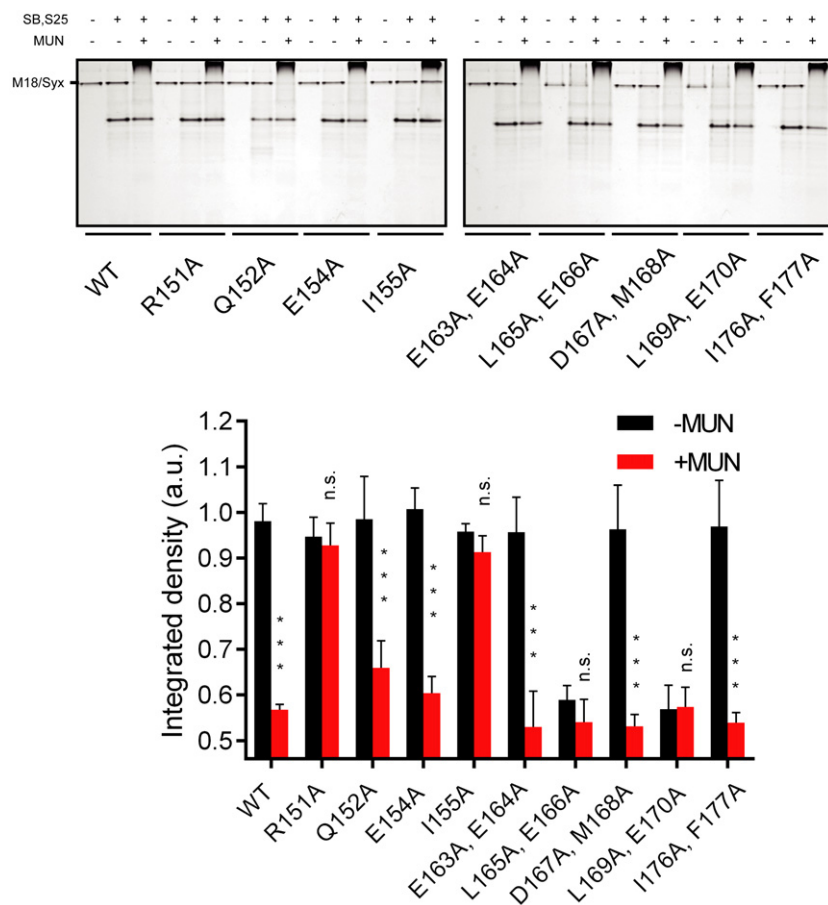 SB,S25 - + + - + + - + + - + + - + + - + + - + + - + + - + + - + +
MUN - - + - - + - - + - - + - - + - - + - - + - - + - - + - - +
M18/Syx
WT
R151A
Q152A
E154A
I155A
E163A, E164A
L165A, E166A
D167A, M168A
L169A, E170A
I176A, F177A
1.2
1.1
1.0
0.9
0.8
0.7
0.6
0.5
Integrated density (a.u.)
-MUN
+MUN
* * *
n.s.
* * *
* * *
n.s.
* * *
n.s.
* * *
n.s.
* * *
WT
R151A
Q152A
E154A
I155A
E163A, E164A
L165A, E166A
D167A, M168A
L169A, E170A
I176A, F177A